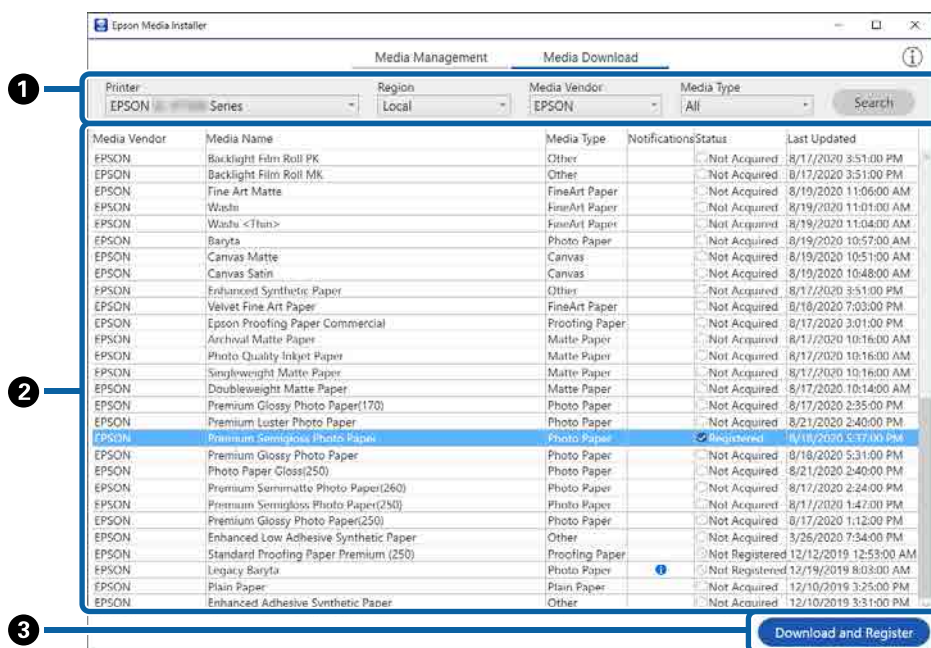 Epson Media Installer
Media Management Media Download
1
Printer Region Media Vendor Media Type
EPSON Series Local EPSON All Search
2
Media Vendor Media Name Media Type Notifications Status Last Updated
EPSON Backlight Film Roll PK Other Not Acquired 8/17/2020 3:51:00 PM
EPSON Backlight Film Roll MK Other Not Acquired 8/17/2020 3:51:00 PM
EPSON Fine Art Matte FineArt Paper Not Acquired 8/19/2020 11:06:00 AM
EPSON Washi FineArt Paper Not Acquired 8/19/2020 11:01:00 AM
EPSON Washi <Thin> FineArt Paper Not Acquired 8/19/2020 11:04:00 AM
EPSON Baryta Photo Paper Not Acquired 8/19/2020 10:57:00 AM
EPSON Canvas Matte Canvas Not Acquired 8/19/2020 10:51:00 AM
EPSON Canvas Satin Canvas Not Acquired 8/19/2020 10:48:00 AM
EPSON Enhanced Synthetic Paper Other Not Acquired 8/17/2020 3:51:00 PM
EPSON Velvet Fine Art Paper FineArt Paper Not Acquired 8/18/2020 7:03:00 PM
EPSON Epson Proofing Paper Commercial Proofing Paper Not Acquired 8/17/2020 3:01:00 PM
EPSON Archival Matte Paper Matte Paper Not Acquired 8/17/2020 10:16:00 AM
EPSON Photo Quality Inkjet Paper Matte Paper Not Acquired 8/17/2020 10:16:00 AM
EPSON Singleweight Matte Paper Matte Paper Not Acquired 8/17/2020 10:16:00 AM
EPSON Doubleweight Matte Paper Matte Paper Not Acquired 8/17/2020 10:14:00 AM
EPSON Premium Glossy Photo Paper(170) Photo Paper Not Acquired 8/17/2020 2:35:00 PM
EPSON Premium Luster Photo Paper Photo Paper Not Acquired 8/21/2020 2:40:00 PM
EPSON Premium Semigloss Photo Paper Photo Paper Registered 8/18/2020 5:37:00 PM
EPSON Premium Glossy Photo Paper Photo Paper Not Acquired 8/18/2020 5:31:00 PM
EPSON Photo Paper Gloss(250) Photo Paper Not Acquired 8/21/2020 2:40:00 PM
EPSON Premium Semimatte Photo Paper(260) Photo Paper Not Acquired 8/17/2020 2:24:00 PM
EPSON Premium Semigloss Photo Paper(250) Photo Paper Not Acquired 8/17/2020 1:47:00 PM
EPSON Premium Glossy Photo Paper(250) Photo Paper Not Acquired 8/17/2020 1:12:00 PM
EPSON Enhanced Low Adhesive Synthetic Paper Other Not Acquired 3/26/2020 7:34:00 PM
EPSON Standard Proofing Paper Premium (250) Proofing Paper Not Registered 12/12/2019 12:53:00 AM
EPSON Legacy Baryta Photo Paper Not Registered 12/19/2019 8:03:00 AM
EPSON Plain Paper Plain Paper Not Acquired 12/10/2019 3:25:00 PM
EPSON Enhanced Adhesive Synthetic Paper Other Not Acquired 12/10/2019 3:31:00 PM
3
Download and Register